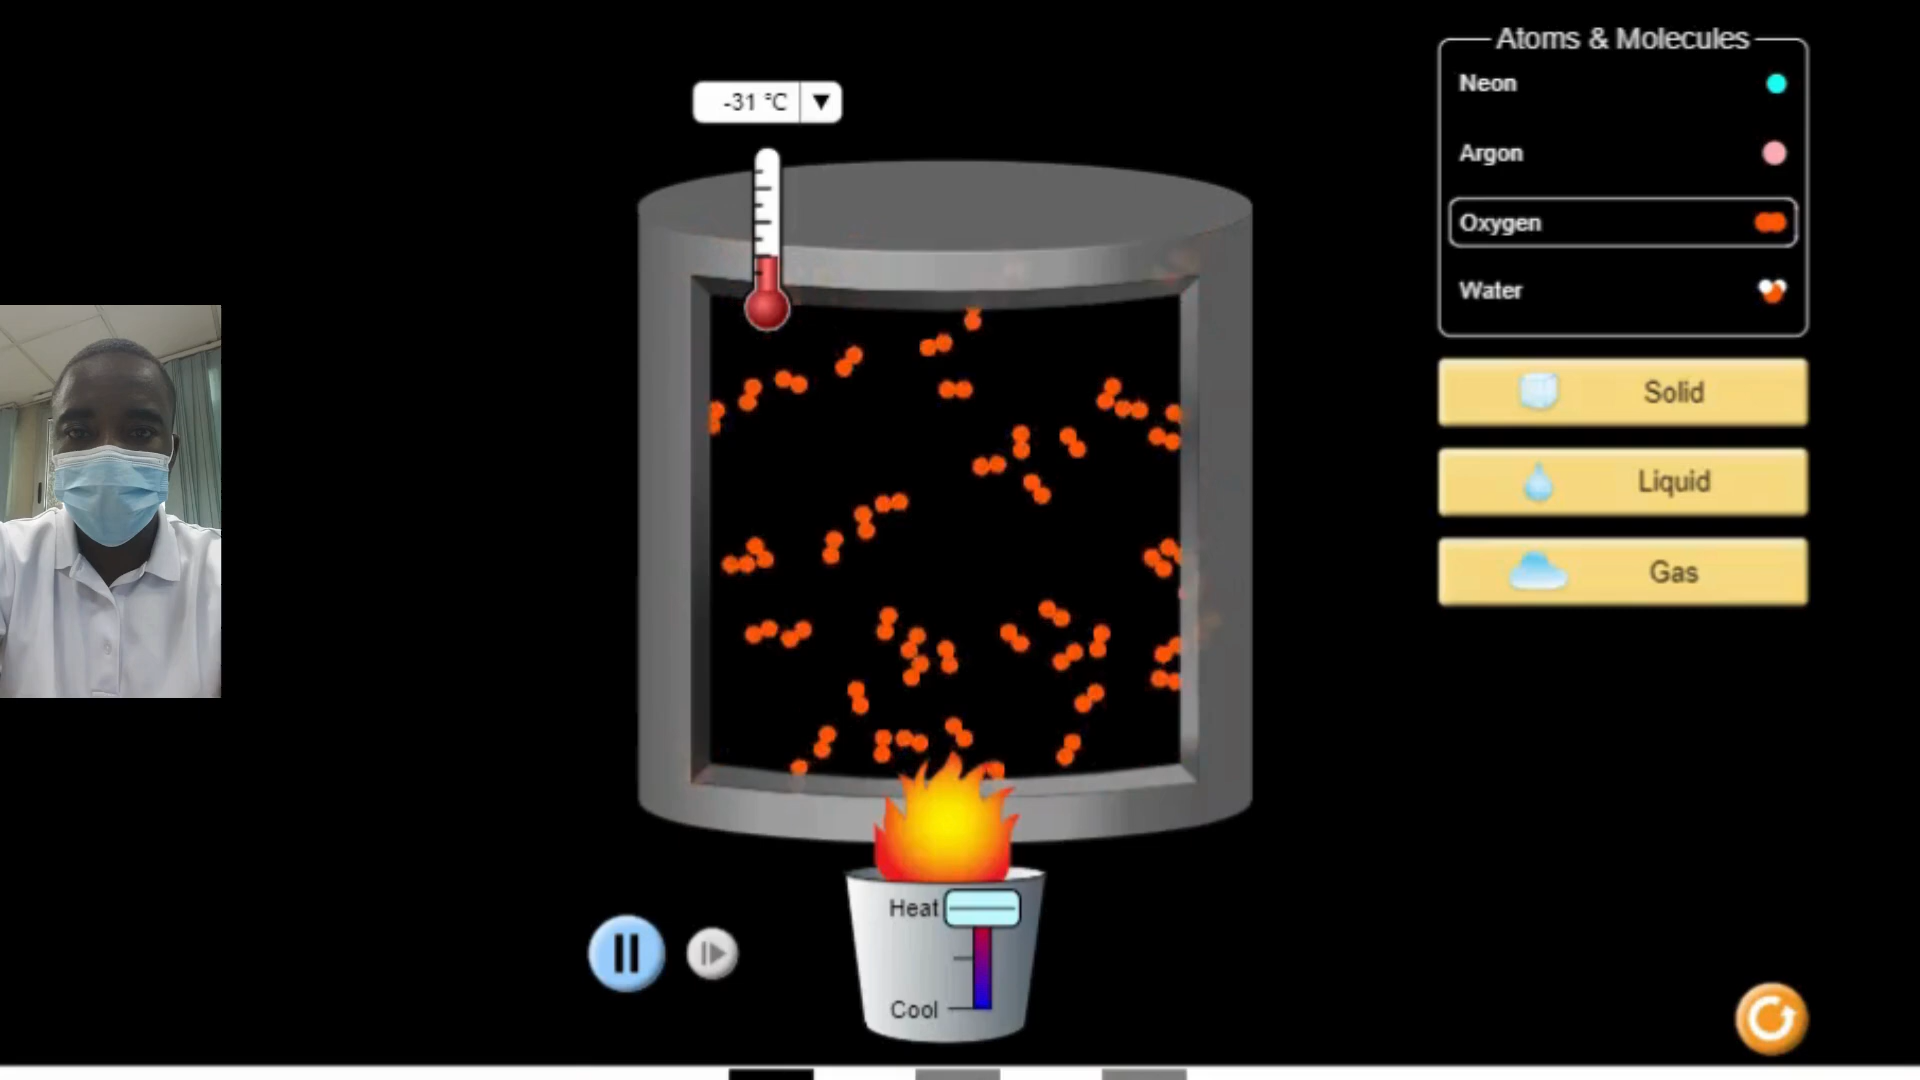 -31 °C
Atoms & Molecules
Neon
Argon
Oxygen
Water
Solid
Liquid
Gas
Heat
Cool